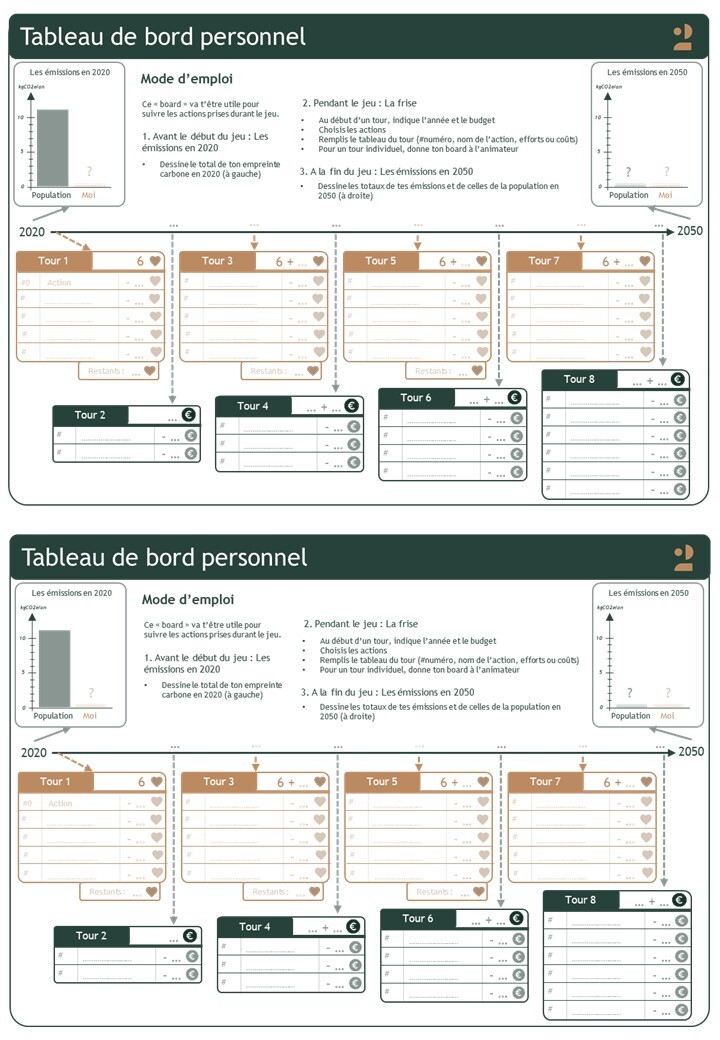 Tableau de bord personnel
Les émissions en 2020
kgCO2e/an
10
5
0
?
Population Moi
Mode d'emploi
Ce « board » va t'être utile pour
suivre les actions prises durant le jeu.
1. Avant le début du jeu : Les
émissions en 2020
• Dessine le total de ton empreinte
carbone en 2020 (à gauche)
2. Pendant le jeu : La frise
• Au début d'un tour, indique l'année et le budget
• Choisis les actions
• Remplis le tableau du tour (#numéro, nom de l'action, efforts ou coûts)
• Pour un tour individuel, donne ton board à l'animateur
3. A la fin du jeu : Les émissions en 2050
• Dessine les totaux de tes émissions et de celles de la population en
2050 (à droite)
Les émissions en 2050
kgCO2e/an
10
5
0
? ?
Population Moi
2020 ... ... ... ... 2050
Tour 1 6
#0 Action - ...
# - ...
# - ...
# - ...
# - ...
Restants : ...
Tour 3 6 + ...
# - ...
# - ...
# - ...
# - ...
# - ...
Restants : ...
Tour 5 6 + ...
# - ...
# - ...
# - ...
# - ...
# - ...
Restants : ...
Tour 7 6 + ...
# - ...
# - ...
# - ...
# - ...
# - ...
Tour 2 ... €
# - ... €
# - ... €
Tour 4 ... + ... €
# - ... €
# - ... €
# - ... €
Tour 6 ... + ... €
# - ... €
# - ... €
# - ... €
# - ... €
Tour 8 ... + ... €
# - ... €
# - ... €
# - ... €
# - ... €
# - ... €
# - ... €
Tableau de bord personnel
Les émissions en 2020
kgCO2e/an
10
5
0
?
Population Moi
Mode d'emploi
Ce « board » va t'être utile pour
suivre les actions prises durant le jeu.
1. Avant le début du jeu : Les
émissions en 2020
• Dessine le total de ton empreinte
carbone en 2020 (à gauche)
2. Pendant le jeu : La frise
• Au début d'un tour, indique l'année et le budget
• Choisis les actions
• Remplis le tableau du tour (#numéro, nom de l'action, efforts ou coûts)
• Pour un tour individuel, donne ton board à l'animateur
3. A la fin du jeu : Les émissions en 2050
• Dessine les totaux de tes émissions et de celles de la population en
2050 (à droite)
Les émissions en 2050
kgCO2e/an
10
5
0
? ?
Population Moi
2020 ... ... ... ... 2050
Tour 1 6
#0 Action - ...
# - ...
# - ...
# - ...
# - ...
Restants : ...
Tour 3 6 + ...
# - ...
# - ...
# - ...
# - ...
# - ...
Restants : ...
Tour 5 6 + ...
# - ...
# - ...
# - ...
# - ...
# - ...
Restants : ...
Tour 7 6 + ...
# - ...
# - ...
# - ...
# - ...
# - ...
Tour 2 ... €
# - ... €
# - ... €
Tour 4 ... + ... €
# - ... €
# - ... €
# - ... €
Tour 6 ... + ... €
# - ... €
# - ... €
# - ... €
# - ... €
Tour 8 ... + ... €
# - ... €
# - ... €
# - ... €
# - ... €
# - ... €
# - ... €